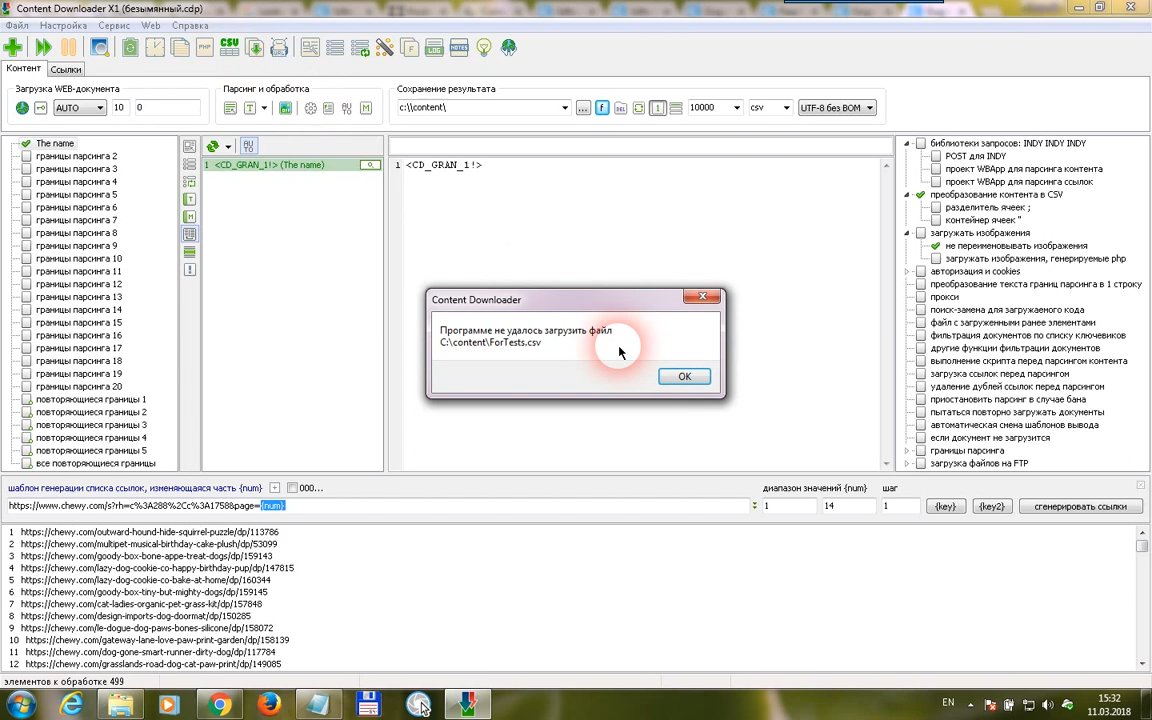 Content Downloader X1 (безымянный.cdp)
Файл Настройка Сервис Web Справка
PHP CSV F LOG NOTES
Контент Ссылки
Загрузка WEB-документа Парсинг и обработка Сохранение результата
AUTO 10 0 T M c:\\content\ ... f 1 10000 csv UTF-8 без BOM
The name
границы парсинга 2
границы парсинга 3
границы парсинга 4
границы парсинга 5
границы парсинга 6
границы парсинга 7
границы парсинга 8
границы парсинга 9
границы парсинга 10
границы парсинга 11
границы парсинга 12
границы парсинга 13
границы парсинга 14
границы парсинга 15
границы парсинга 16
границы парсинга 17
границы парсинга 18
границы парсинга 19
границы парсинга 20
повторяющиеся границы 1
повторяющиеся границы 2
повторяющиеся границы 3
повторяющиеся границы 4
повторяющиеся границы 5
все повторяющиеся границы
1 <CD_GRAN_1!> (The name)
1 <CD_GRAN_1!>
Content Downloader
Программе не удалось загрузить файл
C:\content\ForTests.csv
OK
библиотеки запросов: INDY INDY INDY
POST для INDY
проект WBApp для парсинга контента
проект WBApp для парсинга ссылок
преобразование контента в CSV
разделитель ячеек ;
контейнер ячеек "
загружать изображения
не переименовывать изображения
загружать изображения, генерируемые php
авторизация и cookies
преобразование текста границ парсинга в 1 строку
прокси
поиск-замена для загружаемого кода
файл с загруженными ранее элементами
фильтрация документов по списку ключевиков
другие функции фильтрации документов
выполнение скрипта перед парсингом контента
загрузка ссылок перед парсингом
удаление дублей ссылок перед парсингом
приостановить парсинг в случае бана
пытаться повторно загружать документы
автоматическая смена шаблонов вывода
если документ не загрузится
границы парсинга
загрузка файлов на FTP
шаблон генерации списка ссылок, изменяющаяся часть {num} + 000... диапазон значений {num} шаг
https://www.chewy.com/s?rh=c%3A288%2Cc%3A1758&page={num} 1 14 1 {key} {key2} сгенерировать ссылки
1 https://chewy.com/outward-hound-hide-squirrel-puzzle/dp/113786
2 https://chewy.com/multipet-musical-birthday-cake-plush/dp/53099
3 https://chewy.com/goody-box-bone-appe-treat-dogs/dp/159143
4 https://chewy.com/lazy-dog-cookie-co-happy-birthday-pup/dp/147815
5 https://chewy.com/lazy-dog-cookie-co-bake-at-home/dp/160344
6 https://chewy.com/goody-box-tiny-but-mighty-dogs/dp/159145
7 https://chewy.com/cat-ladies-organic-pet-grass-kit/dp/157848
8 https://chewy.com/design-imports-dog-doormat/dp/150285
9 https://chewy.com/le-dogue-dog-paws-bones-silicone/dp/158072
10 https://chewy.com/gateway-lane-love-paw-print-garden/dp/158139
11 https://chewy.com/dog-gone-smart-runner-dirty-dog/dp/117784
12 https://chewy.com/grasslands-road-dog-cat-paw-print/dp/149085
элементов к обработке 499
EN 15:32
11.03.2018